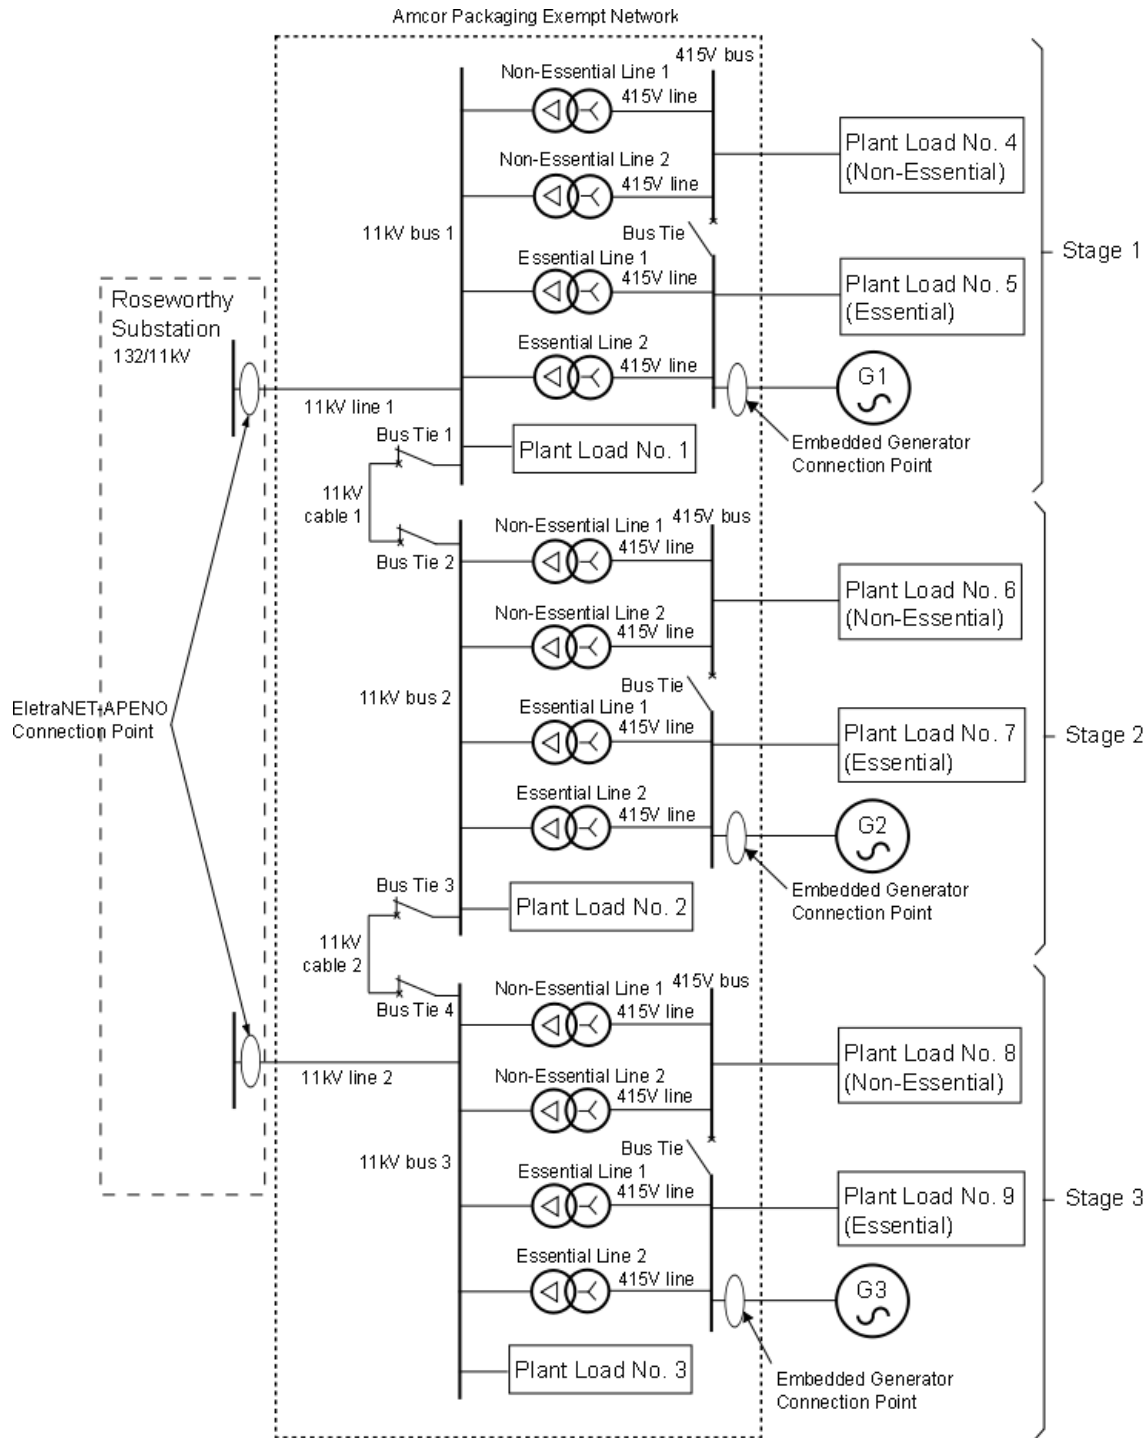 Amcor Packaging Exempt Network
415V bus
Non-Essential Line 1
415V line
Plant Load No. 4
(Non-Essential)
Non-Essential Line 2
415V line
11kV bus 1
Bus Tie
Stage 1
Essential Line 1
415V line
Plant Load No. 5
(Essential)
Roseworthy
Substation
132/11kV
Essential Line 2
415V line
G1
11kV line 1
Bus Tie 1
Plant Load No. 1
Embedded Generator
Connection Point
11kV
cable 1
Bus Tie 2
415V bus
Non-Essential Line 1
415V line
Plant Load No. 6
(Non-Essential)
Non-Essential Line 2
415V line
11kV bus 2
Bus Tie
EletraNET-APENO
Connection Point
Essential Line 1
415V line
Plant Load No. 7
(Essential)
Stage 2
Essential Line 2
415V line
G2
Bus Tie 3
Plant Load No. 2
Embedded Generator
Connection Point
11kV
cable 2
Bus Tie 4
415V bus
Non-Essential Line 1
415V line
Plant Load No. 8
(Non-Essential)
11kV line 2
Non-Essential Line 2
415V line
11kV bus 3
Bus Tie
Essential Line 1
415V line
Plant Load No. 9
(Essential)
Stage 3
Essential Line 2
415V line
G3
Plant Load No. 3
Embedded Generator
Connection Point